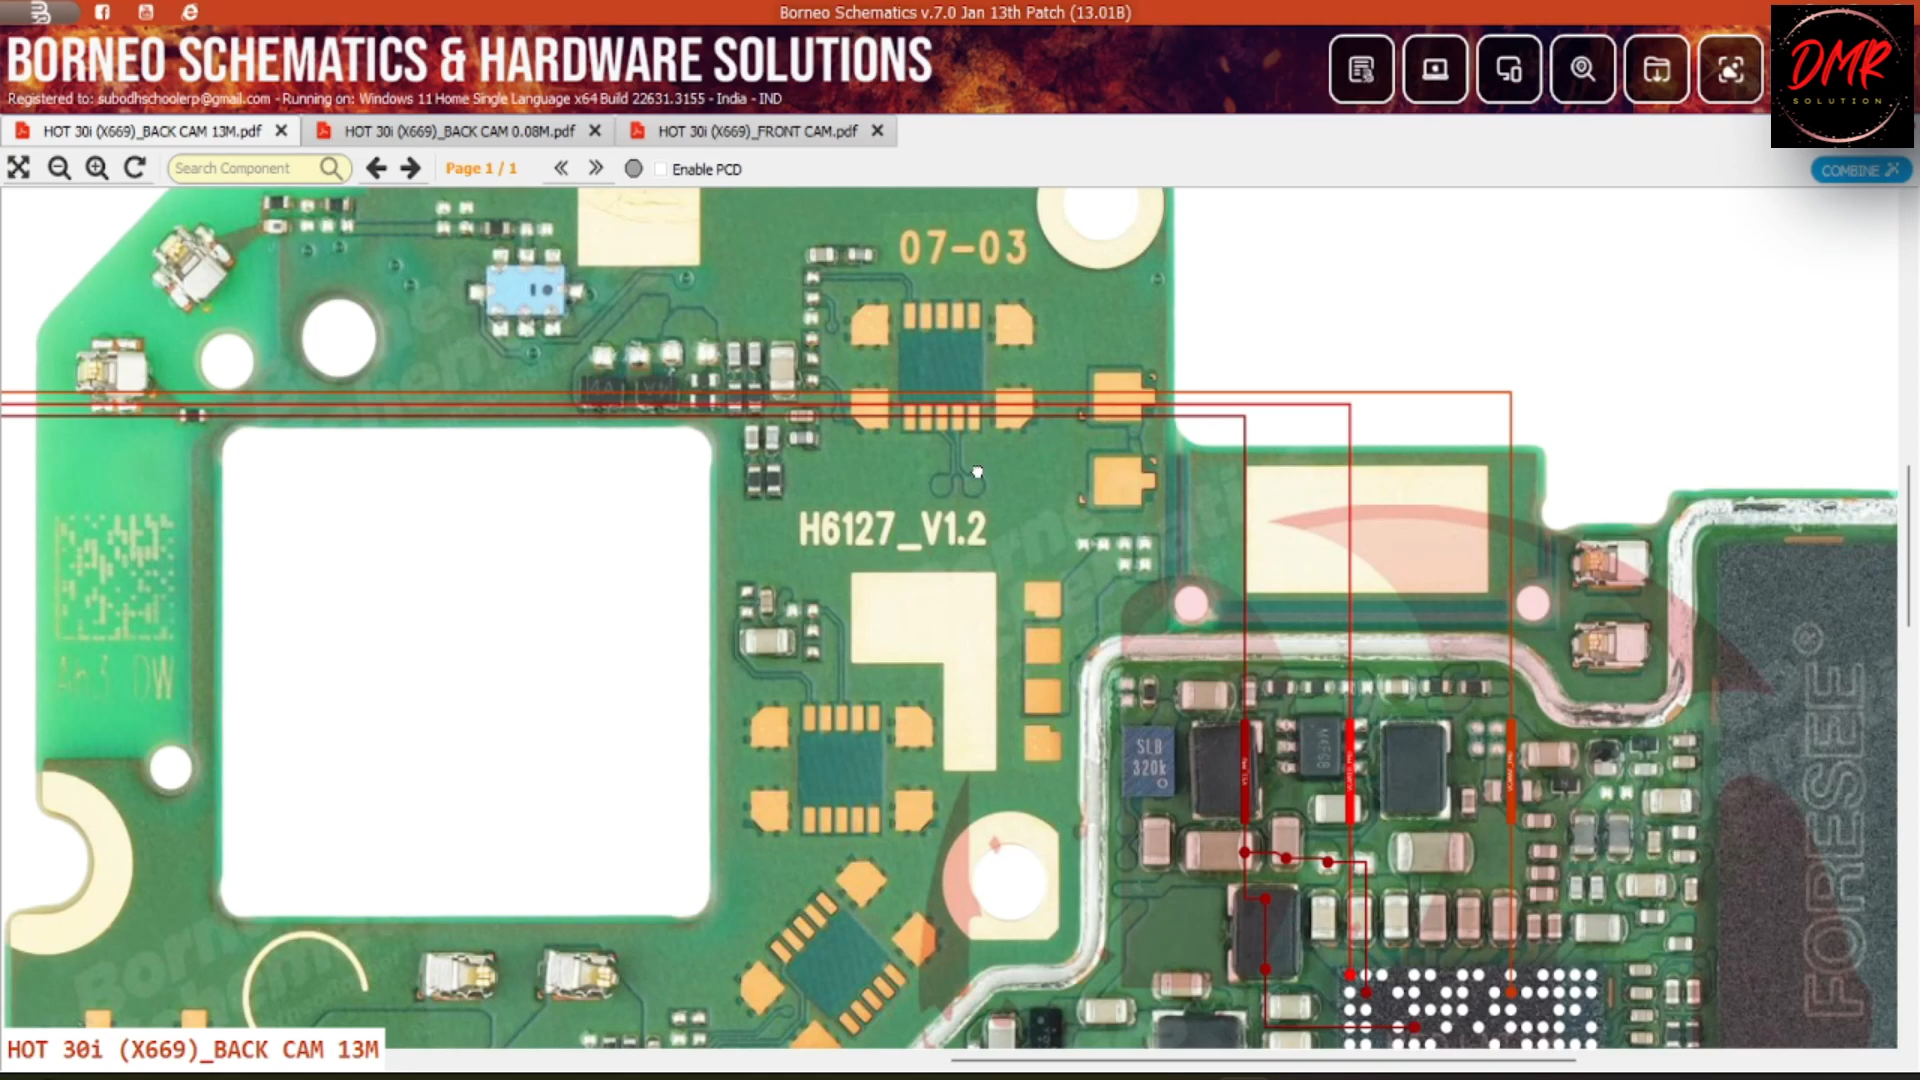 Borneo Schematics v.7.0 Jan 13th Patch (13.01B)
BORNEO SCHEMATICS & HARDWARE SOLUTIONS
Registered to: subodhschoolerp@gmail.com - Running on: Windows 11 Home Single Language x64 Build 22631.3155 - India - IND
DMR
SOLUTION
HOT 30i (X669)_BACK CAM 13M.pdf
HOT 30i (X669)_BACK CAM 0.08M.pdf
HOT 30i (X669)_FRONT CAM.pdf
Search Component
Page 1 / 1
Enable PCD
COMBINE
07-03
H6127_V1.2
DW
SLB
320k
FORESEE®
HOT 30i (X669)_BACK CAM 13M